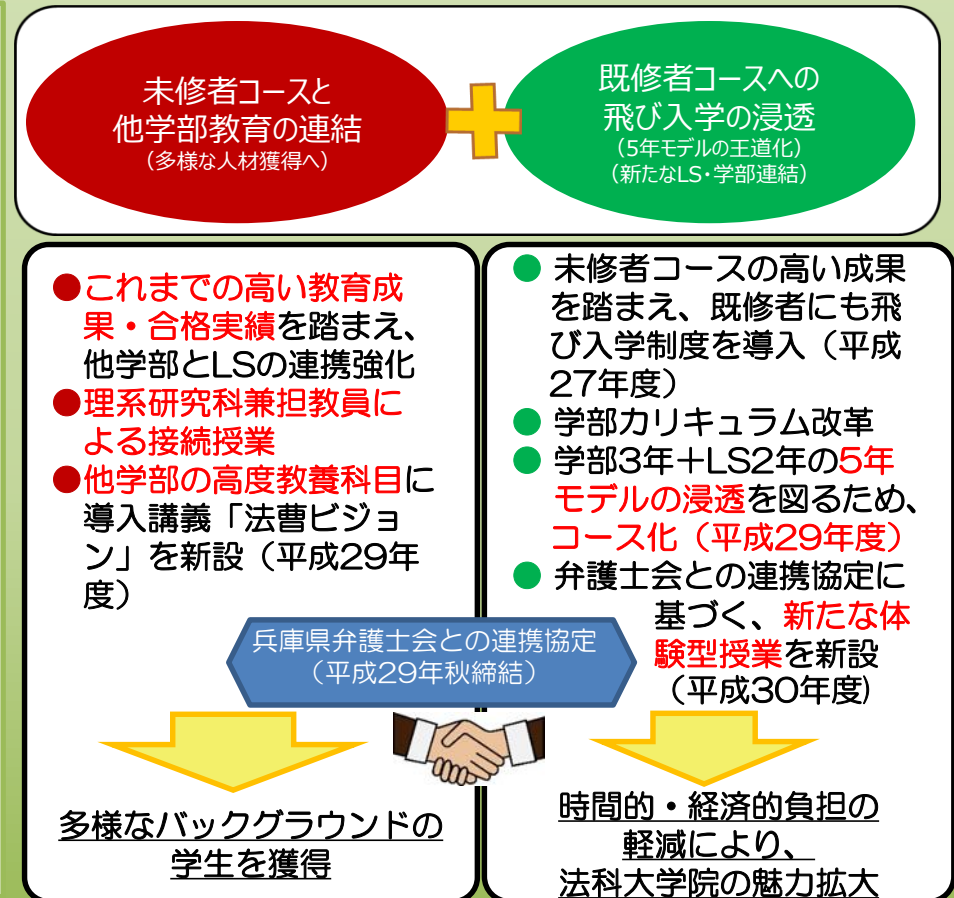 未修者コースと
他学部教育の連結
（多様な人材獲得へ）
既修者コースへの
飛び入学の浸透
（5年モデルの王道化）
（新たなLS・学部連結）
●これまでの高い教育成
果・合格実績を踏まえ、
他学部とLSの連携強化
●理系研究科兼担教員に
よる接続授業
●他学部の高度教養科目に
導入講義「法曹ビジョ
ン」を新設（平成29年
度）
● 未修者コースの高い成果
を踏まえ、既修者にも飛
び入学制度を導入（平成
27年度）
● 学部カリキュラム改革
● 学部3年＋LS2年の5年
モデルの浸透を図るため、
コース化（平成29年度）
● 弁護士会との連携協定に
基づく、新たな体
験型授業を新設
（平成30年度)
兵庫県弁護士会との連携協定
（平成29年秋締結）
多様なバックグラウンドの
学生を獲得
時間的・経済的負担の
軽減により、
法科大学院の魅力拡大